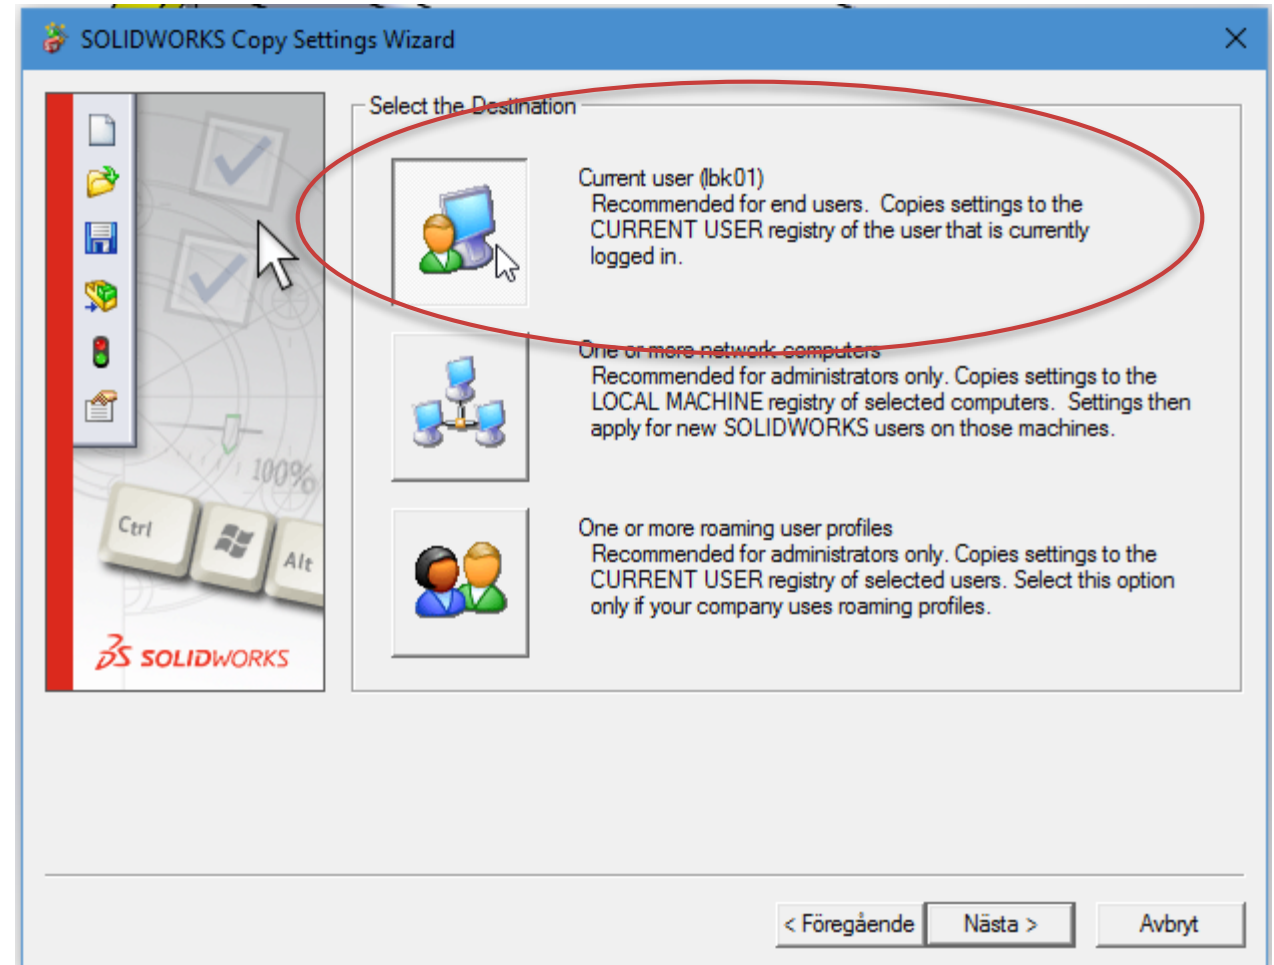 SOLIDWORKS Copy Settings Wizard
Select the Destination
Current user (lbk01)
Recommended for end users. Copies settings to the
CURRENT USER registry of the user that is currently
logged in.
One or more network computers
Recommended for administrators only. Copies settings to the
LOCAL MACHINE registry of selected computers. Settings then
apply for new SOLIDWORKS users on those machines.
One or more roaming user profiles
Recommended for administrators only. Copies settings to the
CURRENT USER registry of selected users. Select this option
only if your company uses roaming profiles.
100%
Ctrl
Alt
SOLIDWORKS
< Föregående
Nästa >
Avbryt